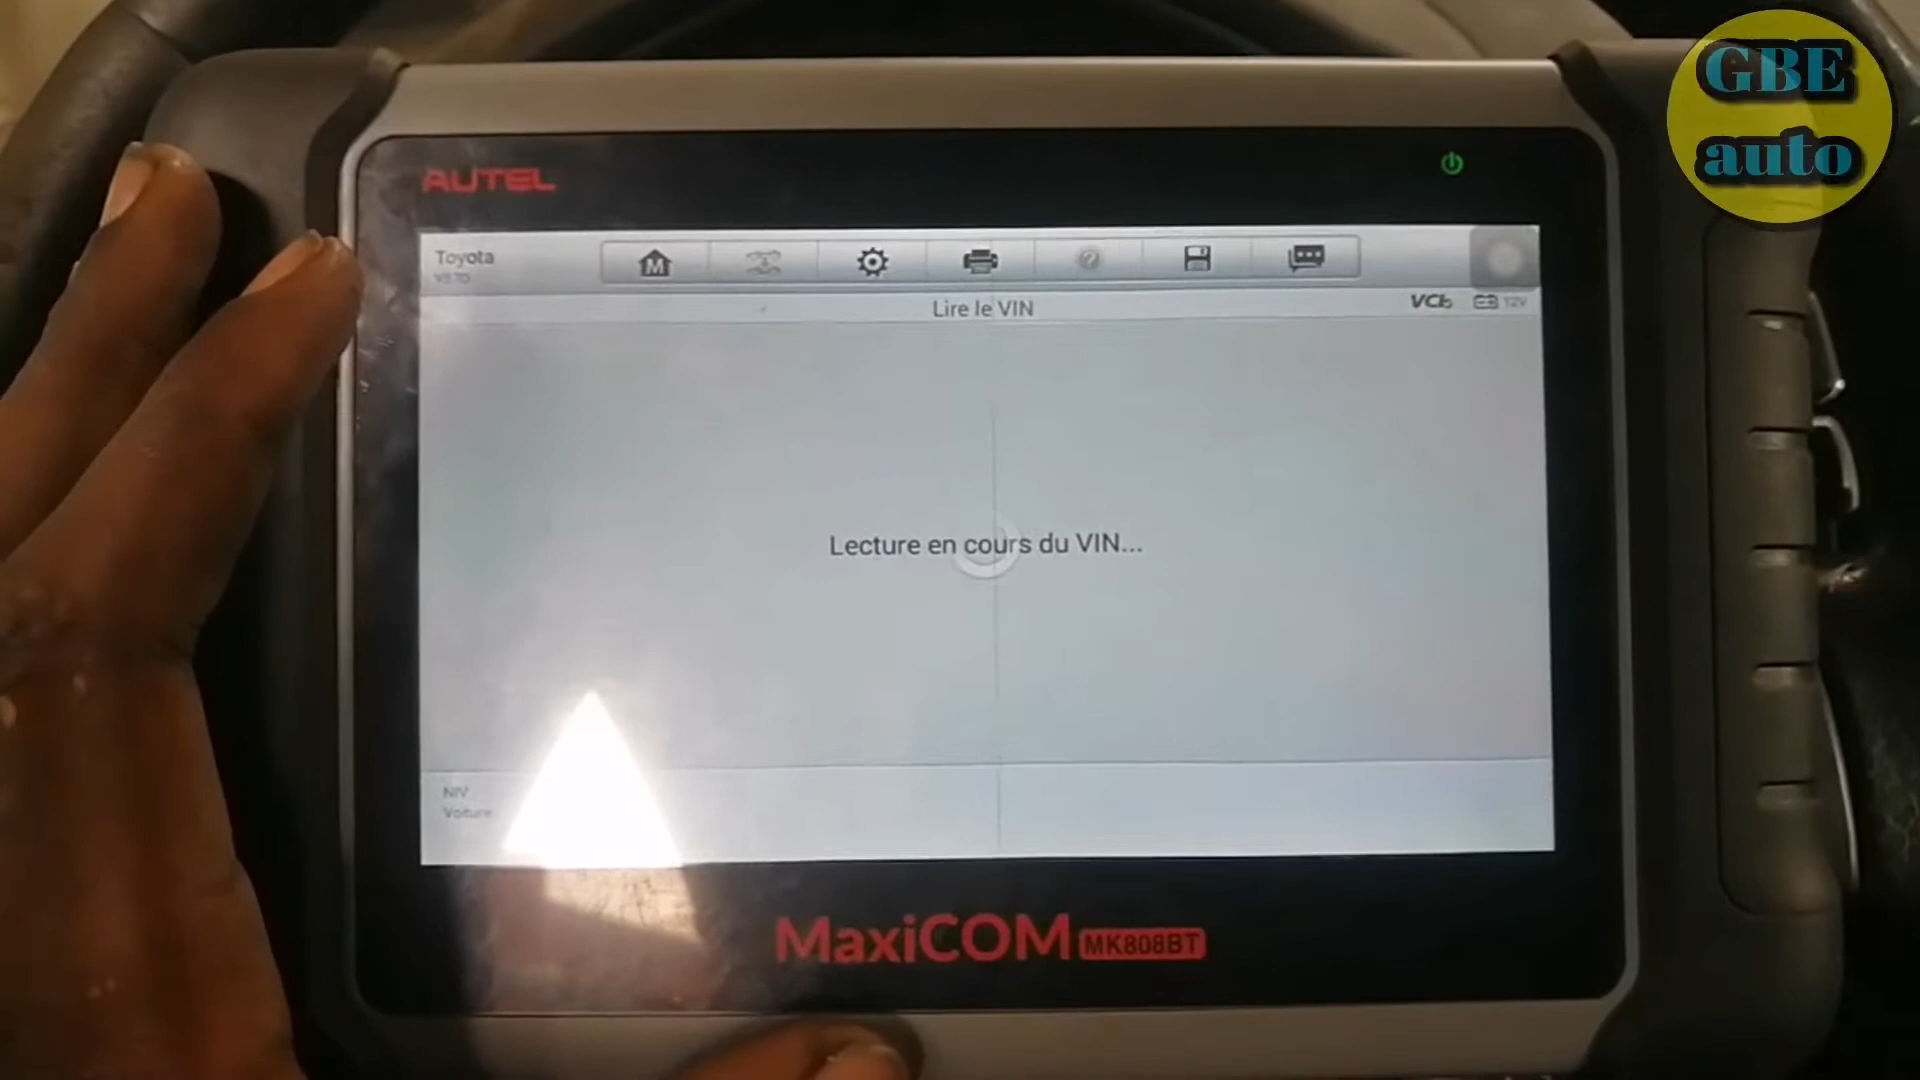 GBE
auto
AUTEL
Toyota
Lire le VIN
VCI
12V
Lecture en cours du VIN...
NIV
Voiture
MaxiCOM MK808BT